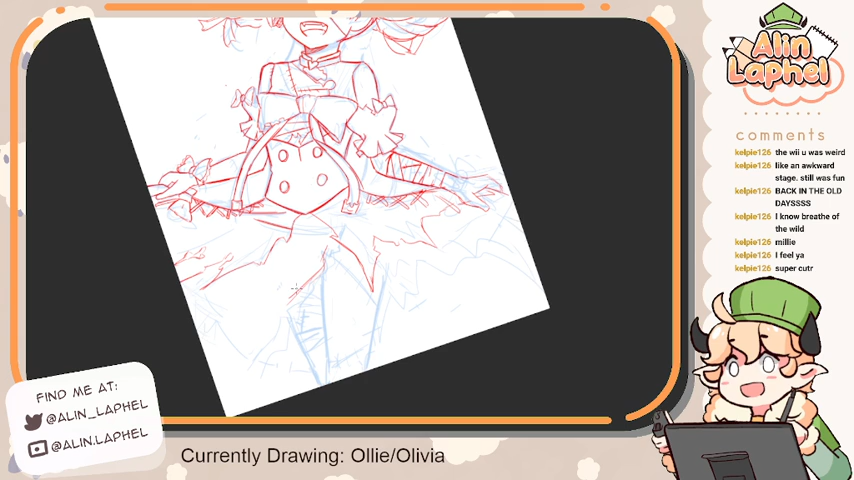 Alin
Laphel
comments
kelpie126 the wii u was weird
kelpie126 like an awkward
stage. still was fun
kelpie126 BACK IN THE OLD
DAYSSSS
kelpie126 I know breathe of
the wild
kelpie126 millie
kelpie126 I feel ya
kelpie126 super cutr
FIND ME AT:
@ALIN_LAPHEL
@ALIN.LAPHEL
Currently Drawing: Ollie/Olivia